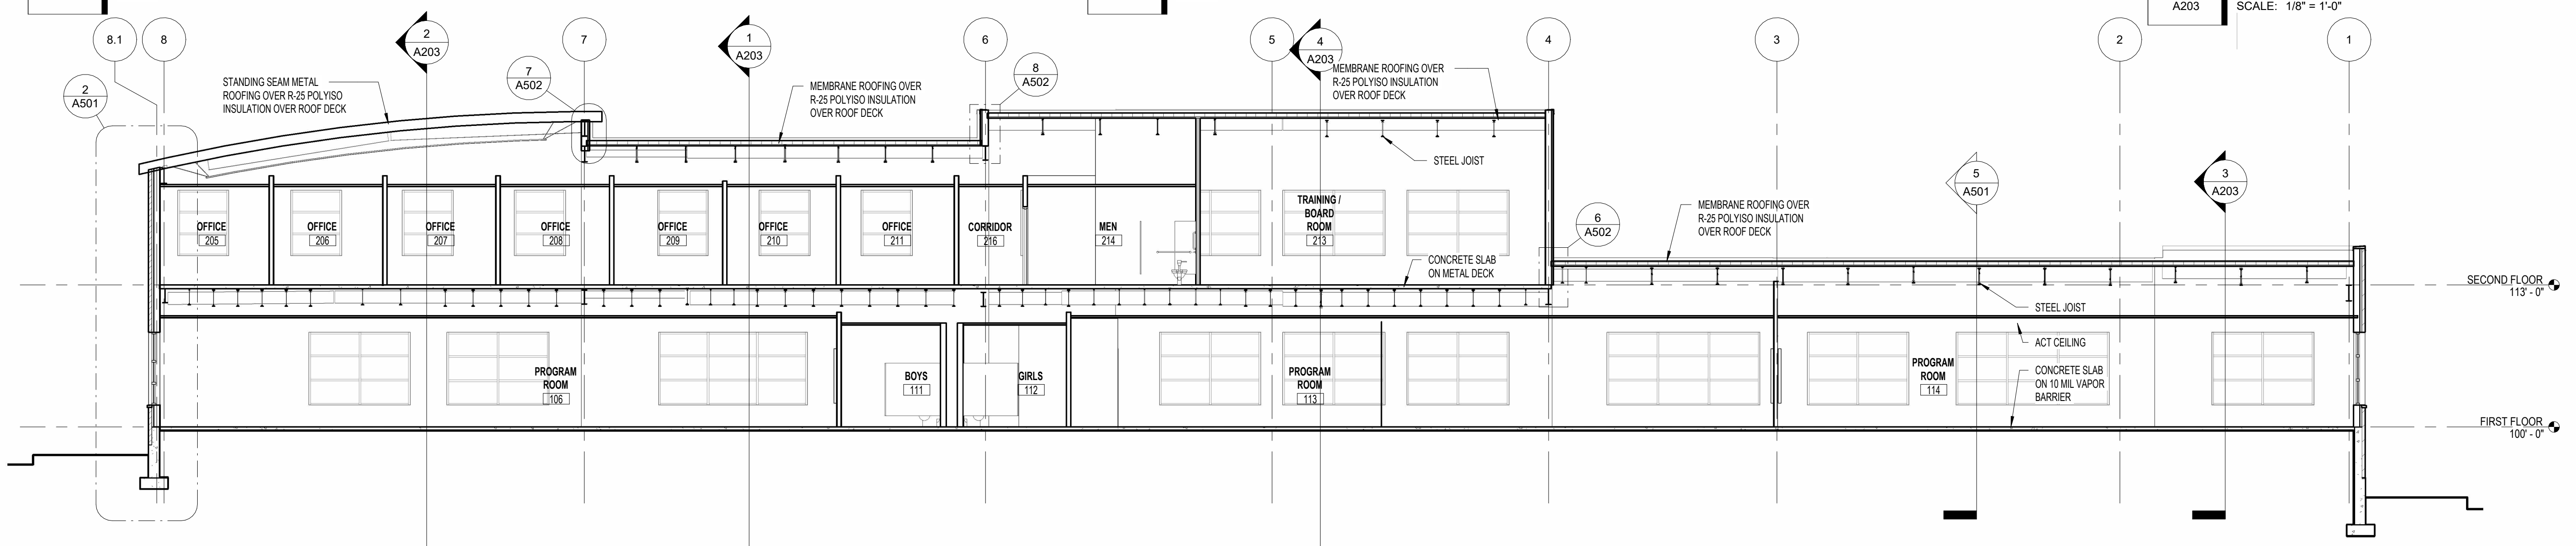 A203
SCALE: 1/8" = 1'-0"
8.1
8
2
A203
7
1
A203
6
5
4
A203
4
3
2
1
2
A501
STANDING SEAM METAL
ROOFING OVER R-25 POLYISO
INSULATION OVER ROOF DECK
7
A502
MEMBRANE ROOFING OVER
R-25 POLYISO INSULATION
OVER ROOF DECK
8
A502
MEMBRANE ROOFING OVER
R-25 POLYISO INSULATION
OVER ROOF DECK
STEEL JOIST
5
A501
3
A203
OFFICE
205
OFFICE
206
OFFICE
207
OFFICE
208
OFFICE
209
OFFICE
210
OFFICE
211
CORRIDOR
216
MEN
214
TRAINING /
BOARD
ROOM
213
6
A502
MEMBRANE ROOFING OVER
R-25 POLYISO INSULATION
OVER ROOF DECK
CONCRETE SLAB
ON METAL DECK
SECOND FLOOR
113' - 0"
STEEL JOIST
ACT CEILING
PROGRAM
ROOM
106
BOYS
111
GIRLS
112
PROGRAM
ROOM
113
PROGRAM
ROOM
114
CONCRETE SLAB
ON 10 MIL VAPOR
BARRIER
FIRST FLOOR
100' - 0"